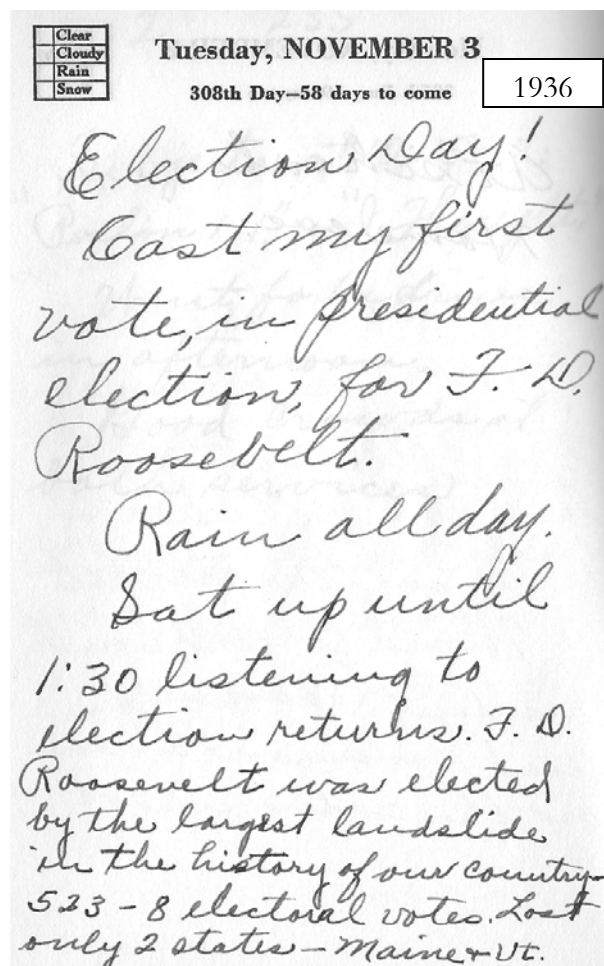 Clear
Cloudy
Rain
Snow
Tuesday, NOVEMBER 3
308th Day—58 days to come
1936
Election Day!
Cast my first
vote, in presidential
election, for F. D.
Roosevelt.
Rain all day.
Sat up until
1:30 listening to
election returns. F. D.
Roosevelt was elected
by the largest landslide
in the history of our country—
523 – 8 electoral votes. Lost
only 2 states – Maine + Vt.